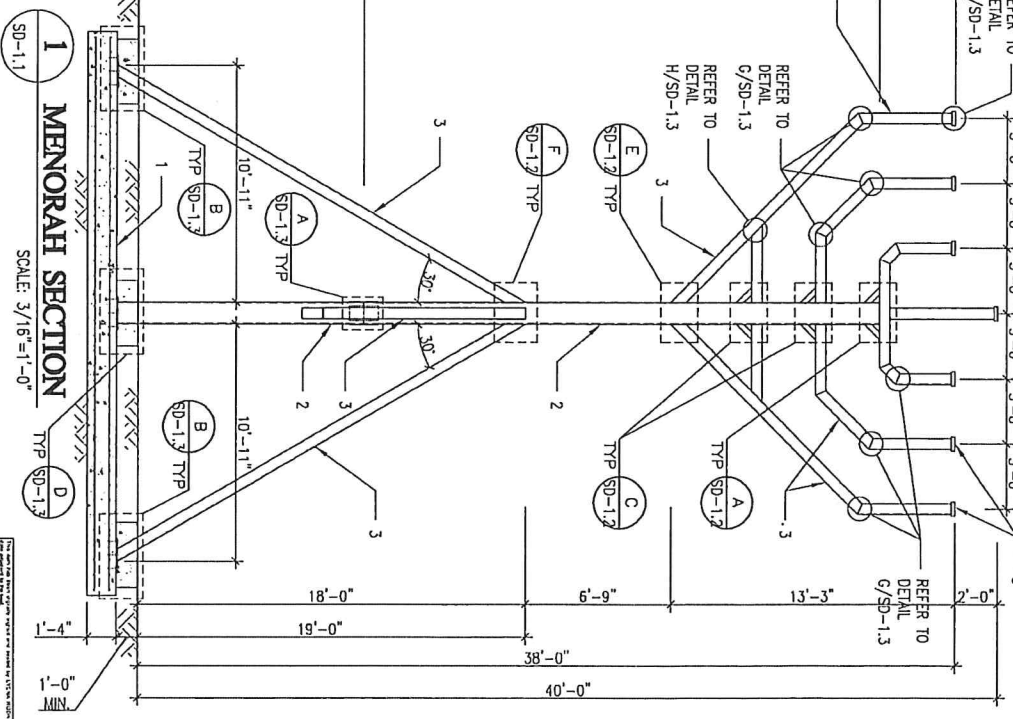 REFER TO
DETAIL
/SD-1.3
REFER TO
DETAIL
G/SD-1.3
REFER TO
DETAIL
H/SD-1.3
3
E
SD-1.2 TYP
F
SD-1.2 TYP
3
10'-11"
A
SD-1.3 TYP
B
TYP SD-1.3
1
30°
30°
2
3
2
10'-11"
B
SD-1.3 TYP
3
C
TYP SD-1.2
A
TYP SD-1.2
3
REFER TO
DETAIL
G/SD-1.3
D
TYP SD-1.3
18'-0"
6'-9"
13'-3"
2'-0"
19'-0"
38'-0"
40'-0"
1'-4"
1'-0"
MIN.
1
SD-1.1
MENORAH SECTION
SCALE: 3/16"=1'-0"